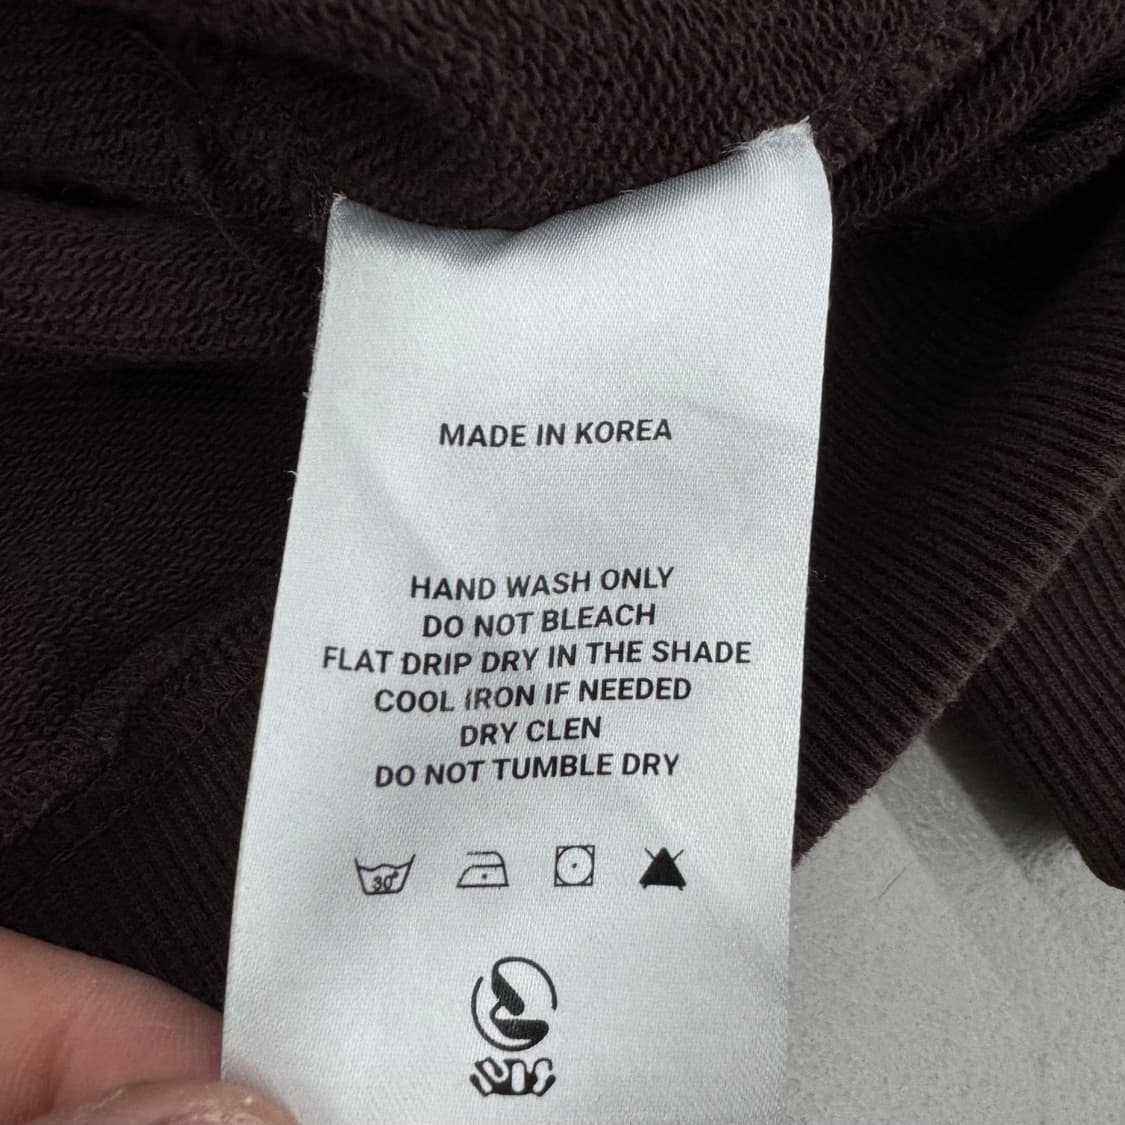 MADE IN KOREA
HAND WASH ONLY
DO NOT BLEACH
FLAT DRIP DRY IN THE SHADE
COOL IRON IF NEEDED
DRY CLEN
DO NOT TUMBLE DRY
30°